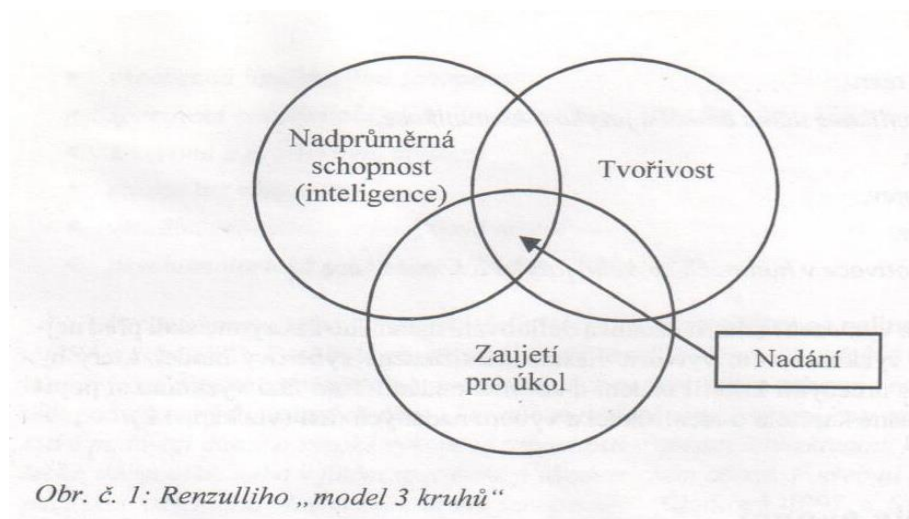 Nadprůměrná
schopnost
(inteligence)
Tvořivost
Zaujetí
pro úkol
Nadání
Obr. č. 1: Renzulliho „model 3 kruhů“